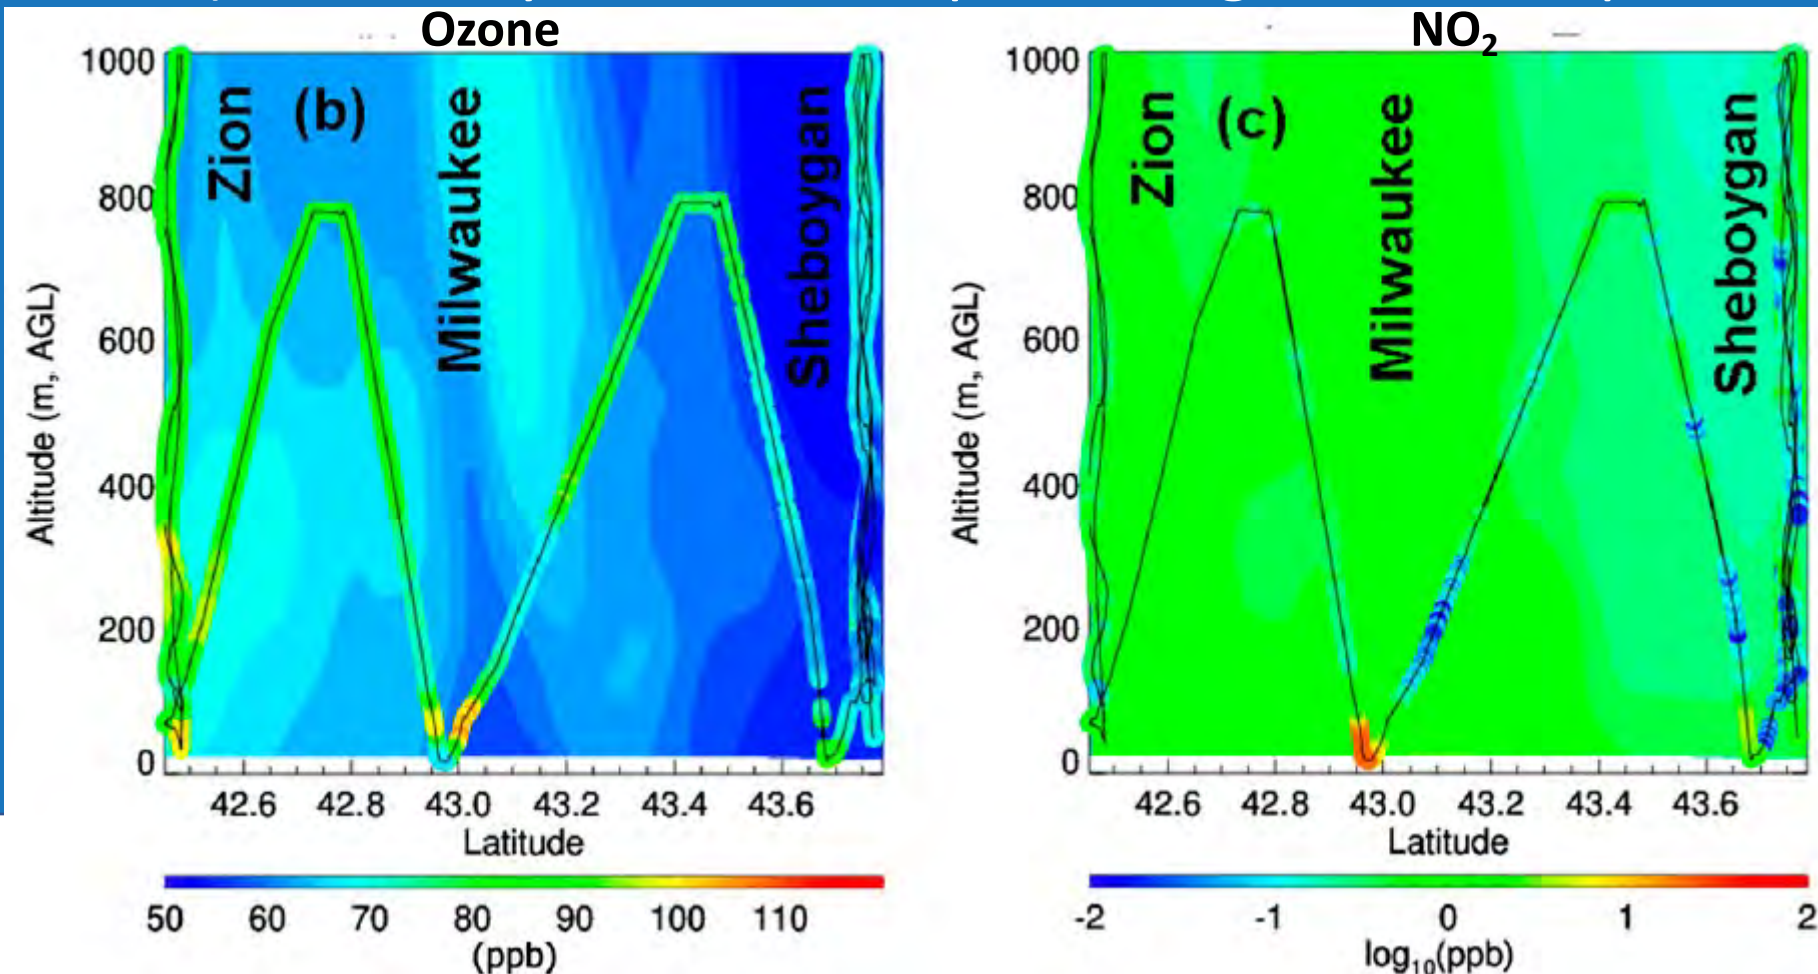 Ozone
1000
800
600
400
200
0
Altitude (m, AGL)
Zion
(b)
Milwaukee
Sheboygan
42.6 42.8 43.0 43.2 43.4 43.6
Latitude
50 60 70 80 90 100 110
(ppb)
NO₂
1000
800
600
400
200
0
Altitude (m, AGL)
Zion
(c)
Milwaukee
Sheboygan
42.6 42.8 43.0 43.2 43.4 43.6
Latitude
-2 -1 0 1 2
log₁₀(ppb)